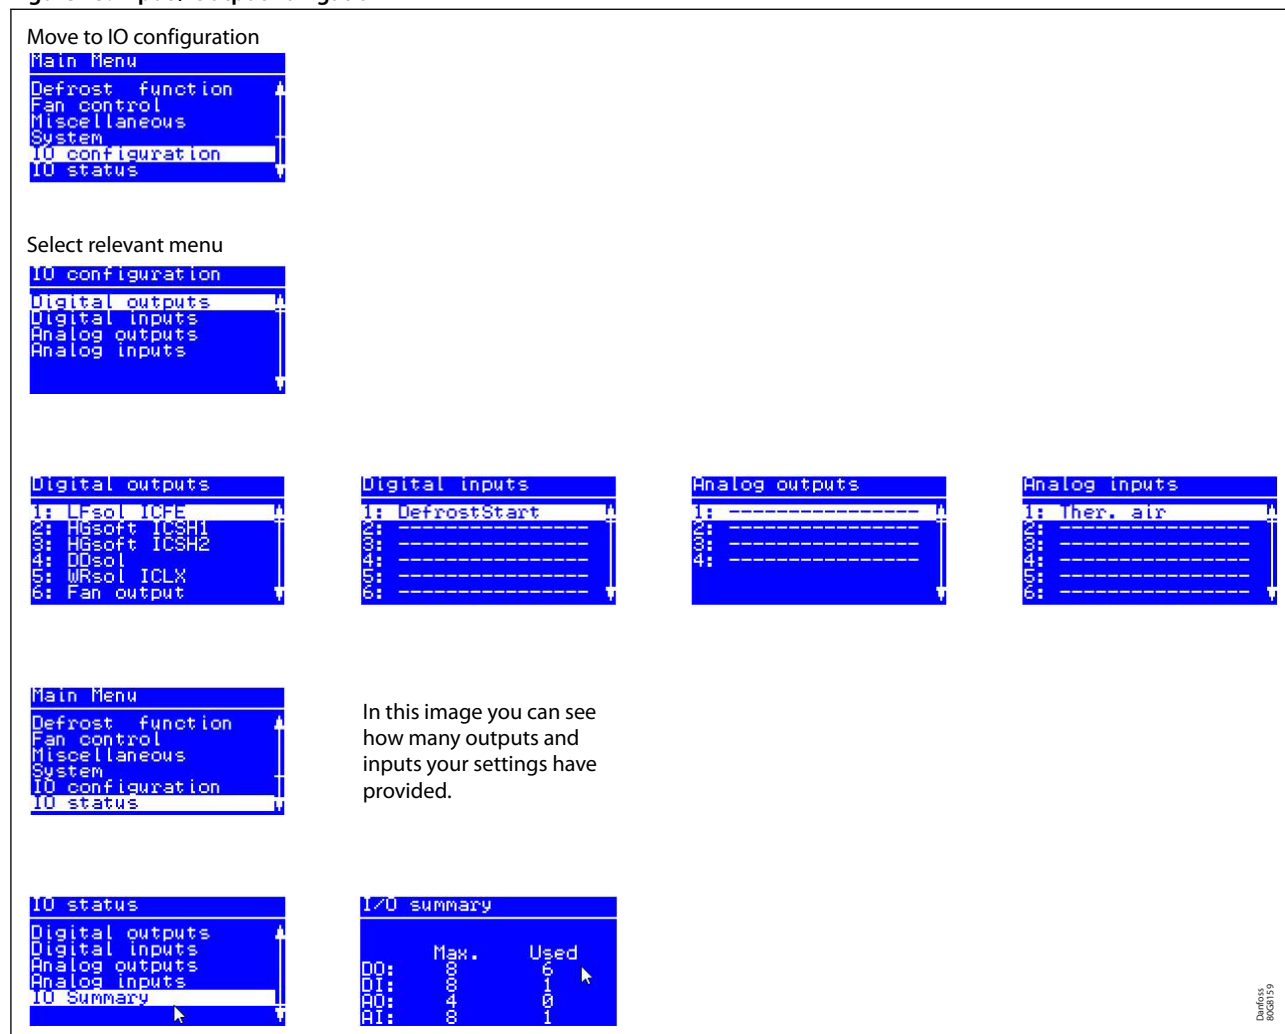 Move to IO configuration
Main Menu
Defrost function
Fan control
Miscellaneous
System
IO configuration
IO status
Select relevant menu
IO configuration
Digital outputs
Digital inputs
Analog outputs
Analog inputs
Digital outputs
1: LFsol ICFE
2: HGsoft ICSH1
3: HGsoft ICSH2
4: DDsol
5: WRsol ICLX
6: Fan output
Digital inputs
1: DefrostStart
2: ----------------
3: ----------------
4: ----------------
5: ----------------
6: ----------------
Analog outputs
1: ----------------
2: ----------------
3: ----------------
4: ----------------
Analog inputs
1: Ther. air
2: ----------------
3: ----------------
4: ----------------
5: ----------------
6: ----------------
Main Menu
Defrost function
Fan control
Miscellaneous
System
IO configuration
IO status
In this image you can see
how many outputs and
inputs your settings have
provided.
IO status
Digital outputs
Digital inputs
Analog outputs
Analog inputs
IO Summary
I/O summary
Max. Used
DO: 8 6
DI: 8 1
AO: 4 0
AI: 8 1
Danfoss
80G8159